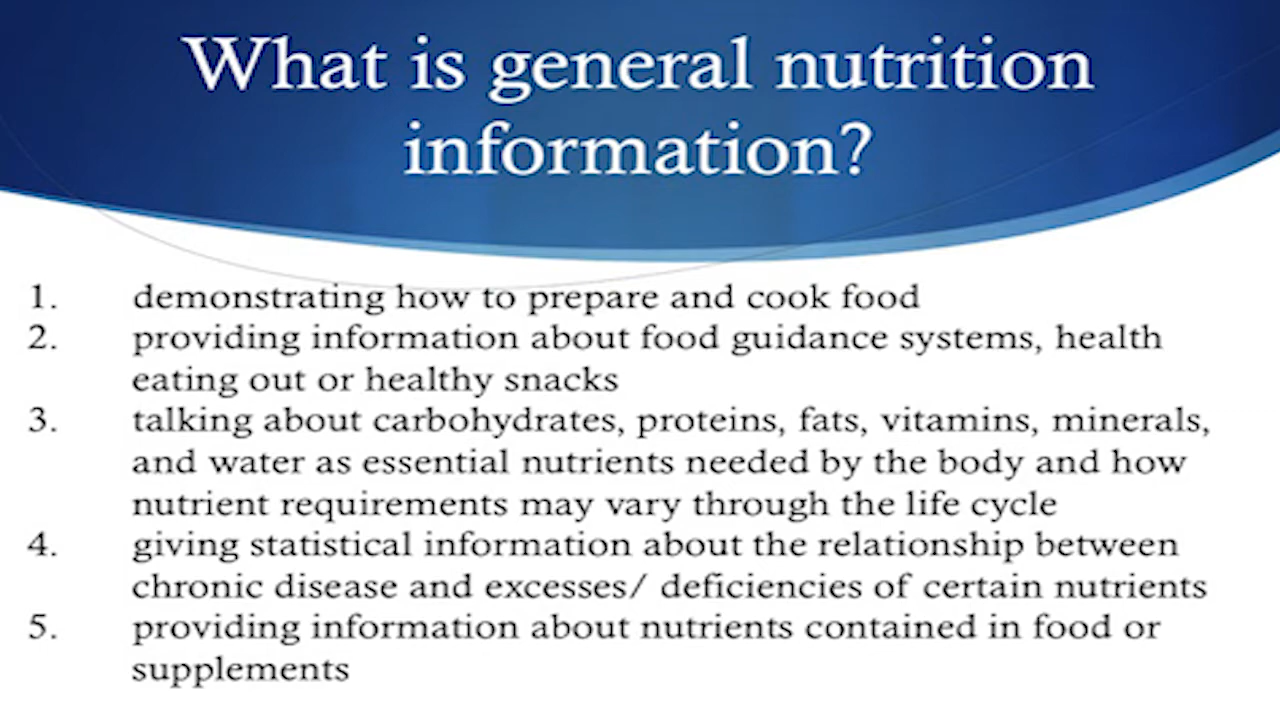 What is general nutrition
information?
1. demonstrating how to prepare and cook food
2. providing information about food guidance systems, health
eating out or healthy snacks
3. talking about carbohydrates, proteins, fats, vitamins, minerals,
and water as essential nutrients needed by the body and how
nutrient requirements may vary through the life cycle
4. giving statistical information about the relationship between
chronic disease and excesses/ deficiencies of certain nutrients
5. providing information about nutrients contained in food or
supplements